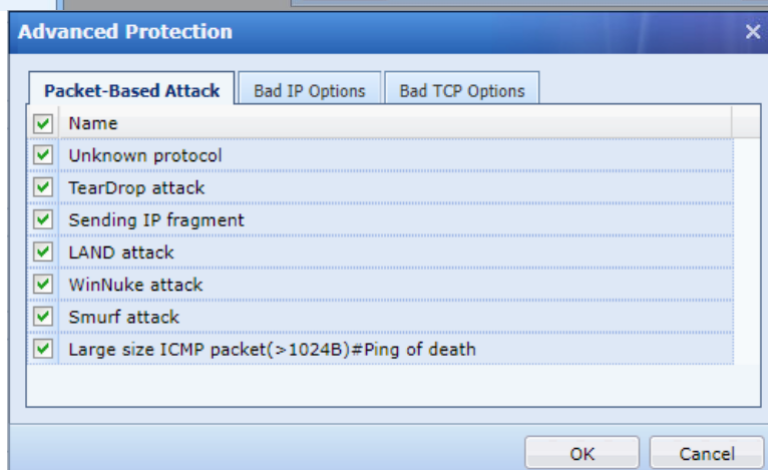 Advanced Protection
Packet-Based Attack Bad IP Options Bad TCP Options
Name
Unknown protocol
TearDrop attack
Sending IP fragment
LAND attack
WinNuke attack
Smurf attack
Large size ICMP packet(>1024B)#Ping of death
OK Cancel